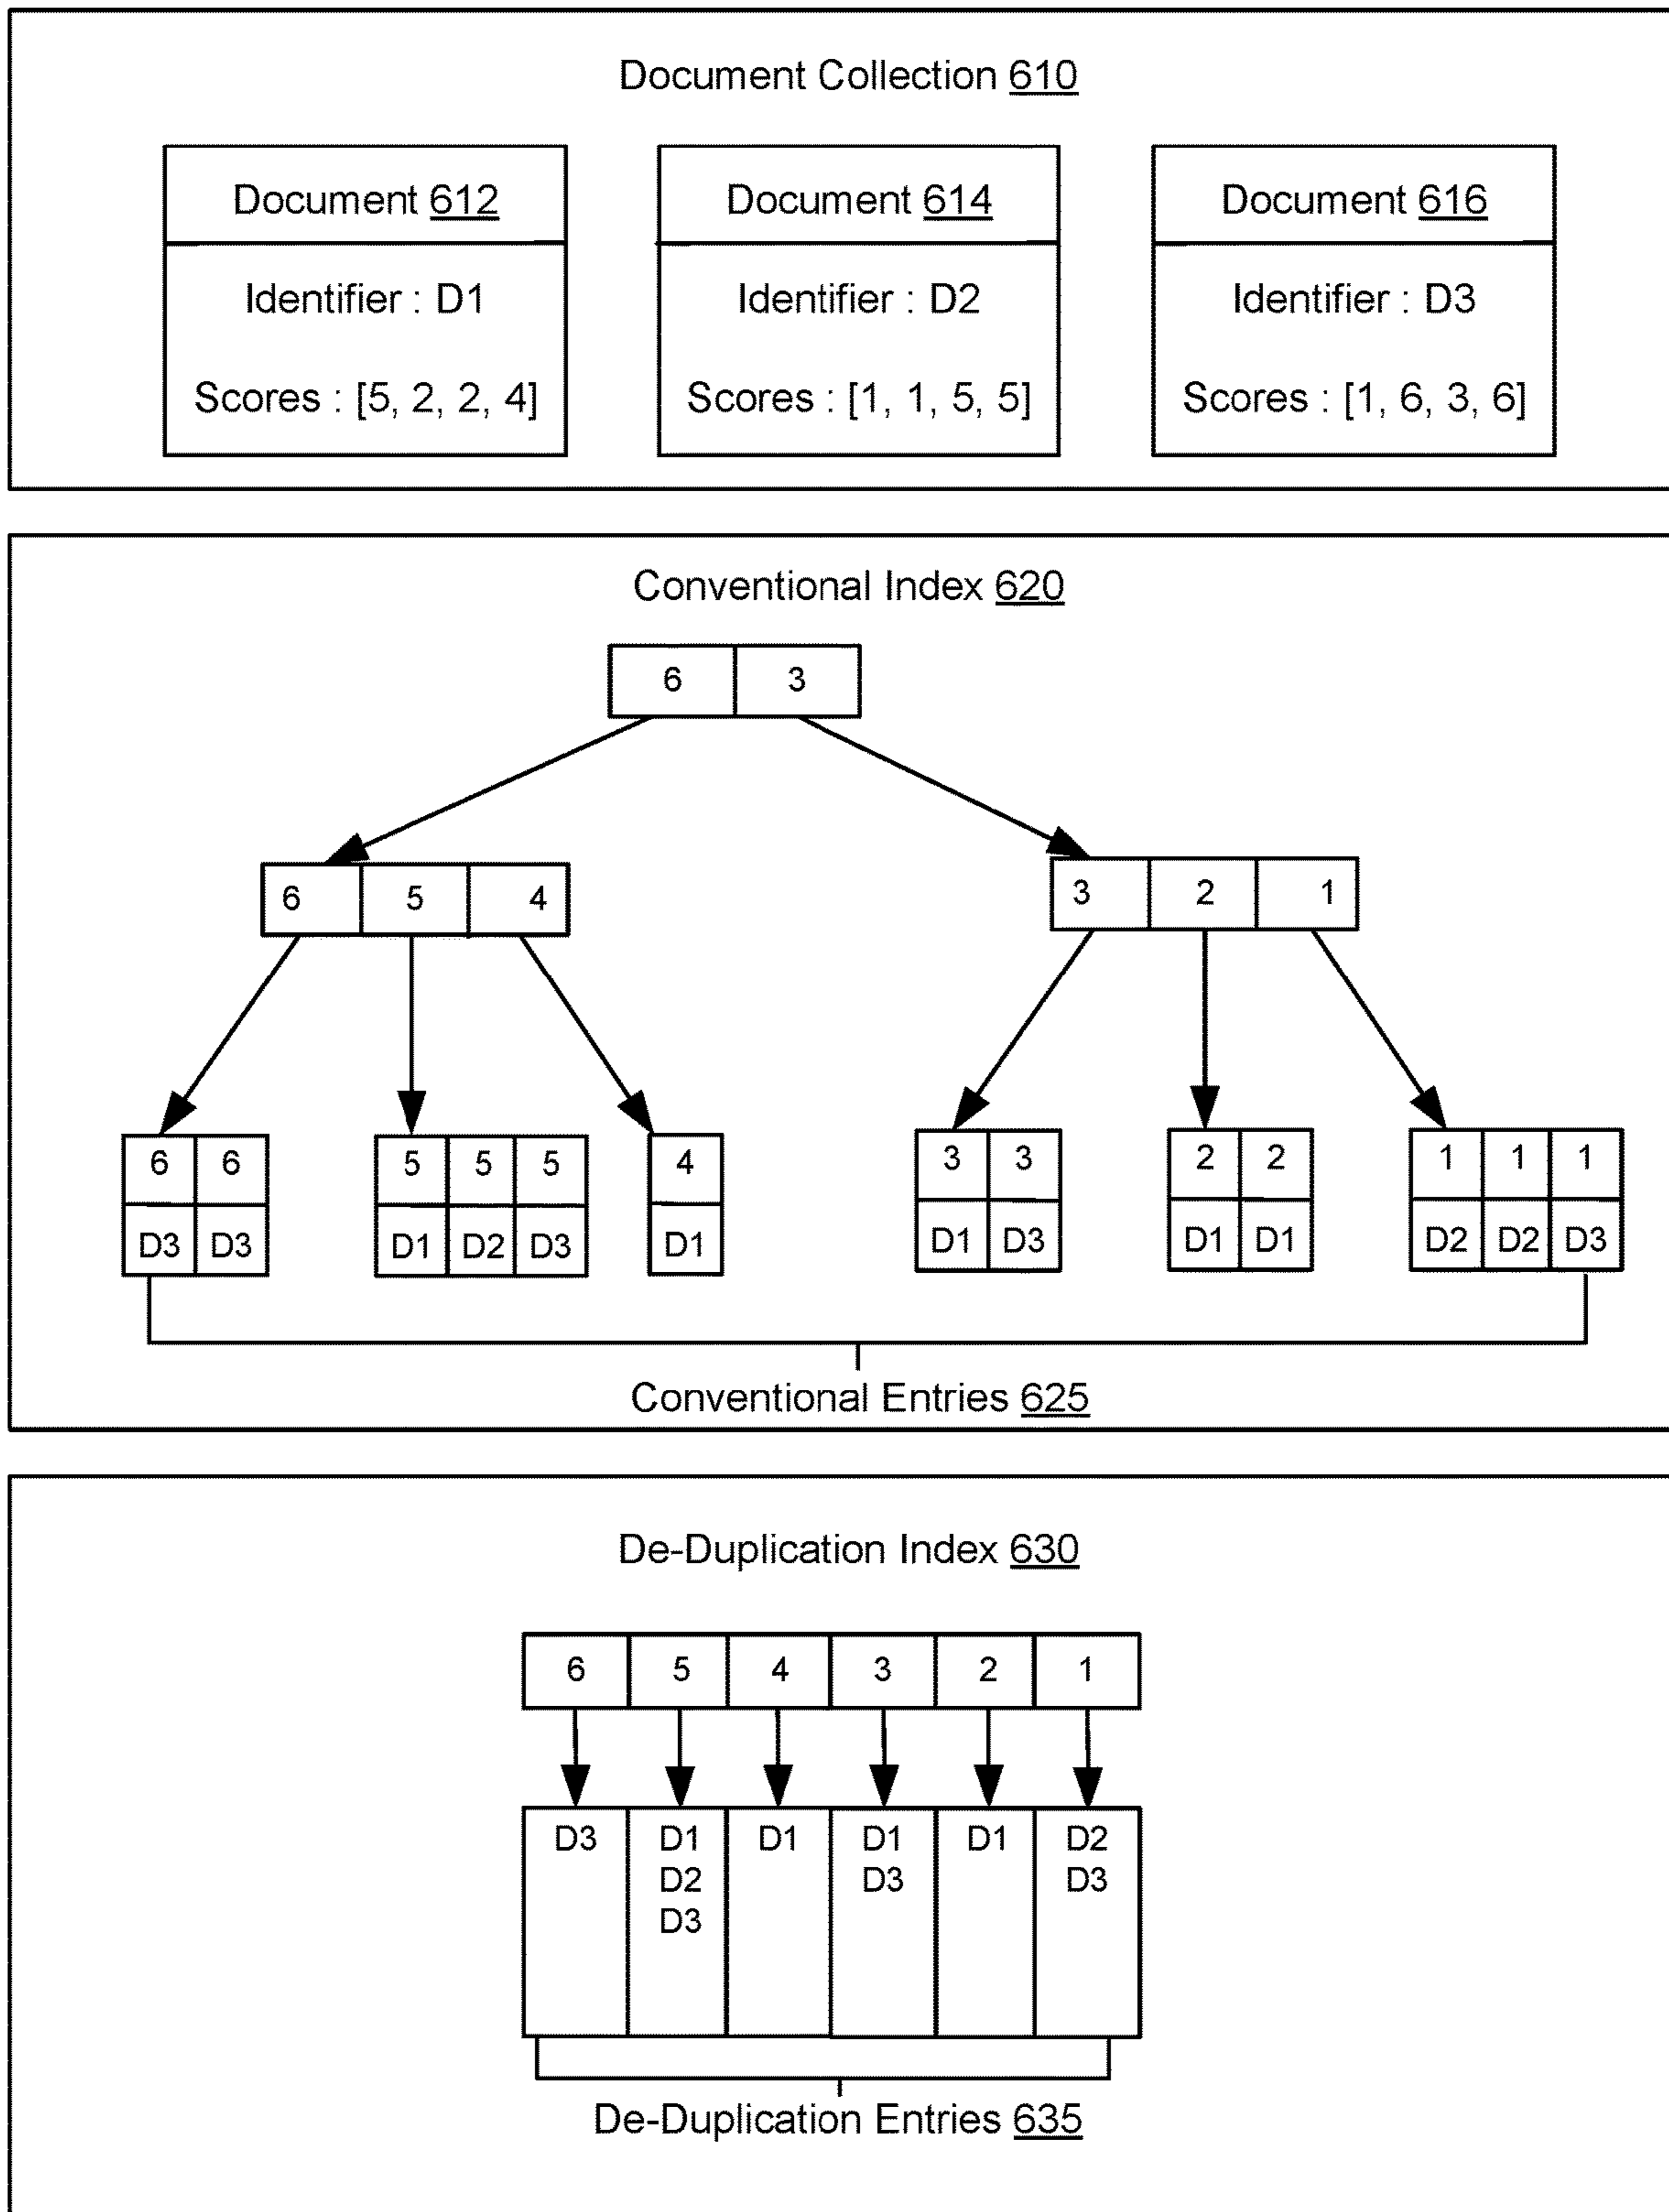 Document Collection 610
Document 612
Identifier : D1
Scores : [5, 2, 2, 4]
Document 614
Identifier : D2
Scores : [1, 1, 5, 5]
Document 616
Identifier : D3
Scores : [1, 6, 3, 6]
Conventional Index 620
6 3
6 5 4
3 2 1
6 6
D3 D3
5 5 5
D1 D2 D3
4
D1
3 3
D1 D3
2 2
D1 D1
1 1 1
D2 D2 D3
Conventional Entries 625
De-Duplication Index 630
6 5 4 3 2 1
D3 D1 D1 D1 D1 D2
D2 D3 D3
D3
De-Duplication Entries 635